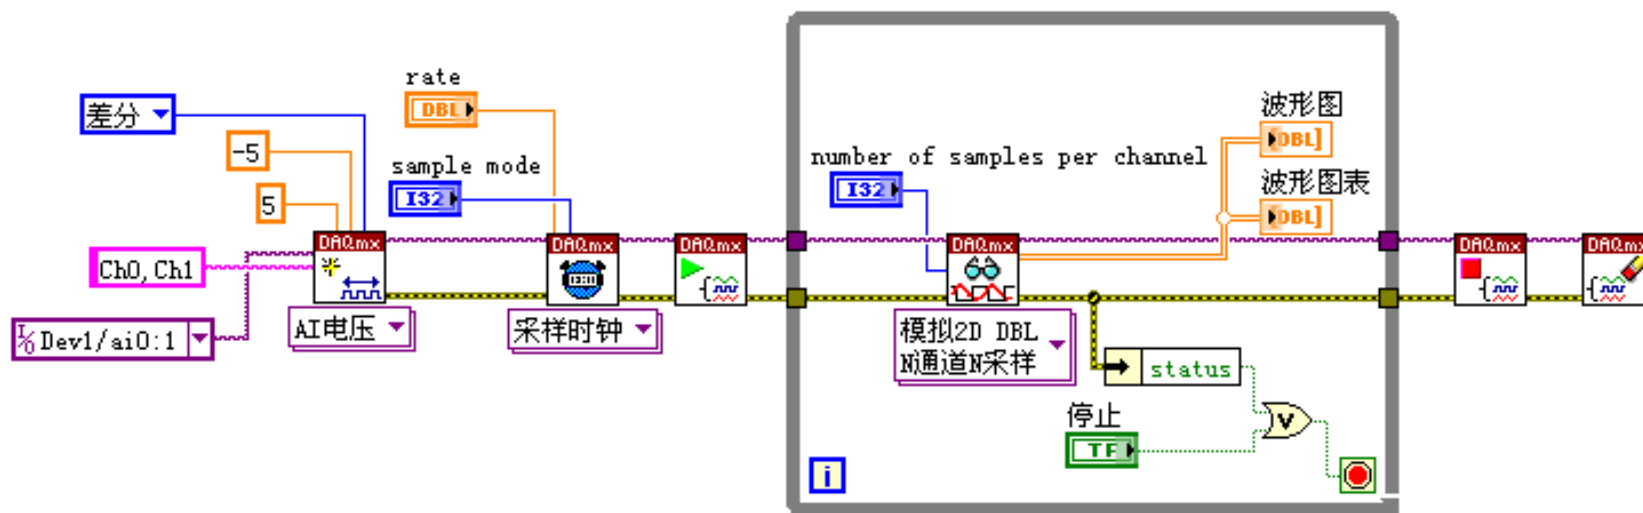 rate
DBL
差分
-5
sample mode
I32
5
DAQmx
DAQmx
DAQmx
Ch0, Ch1
Dev1/ai0:1
AI电压
采样时钟
波形图
DBL]
number of samples per channel
I32
波形图表
DBL]
DAQmx
模拟2D DBL
N通道N采样
status
停止
TF
V
i
DAQmx
DAQmx